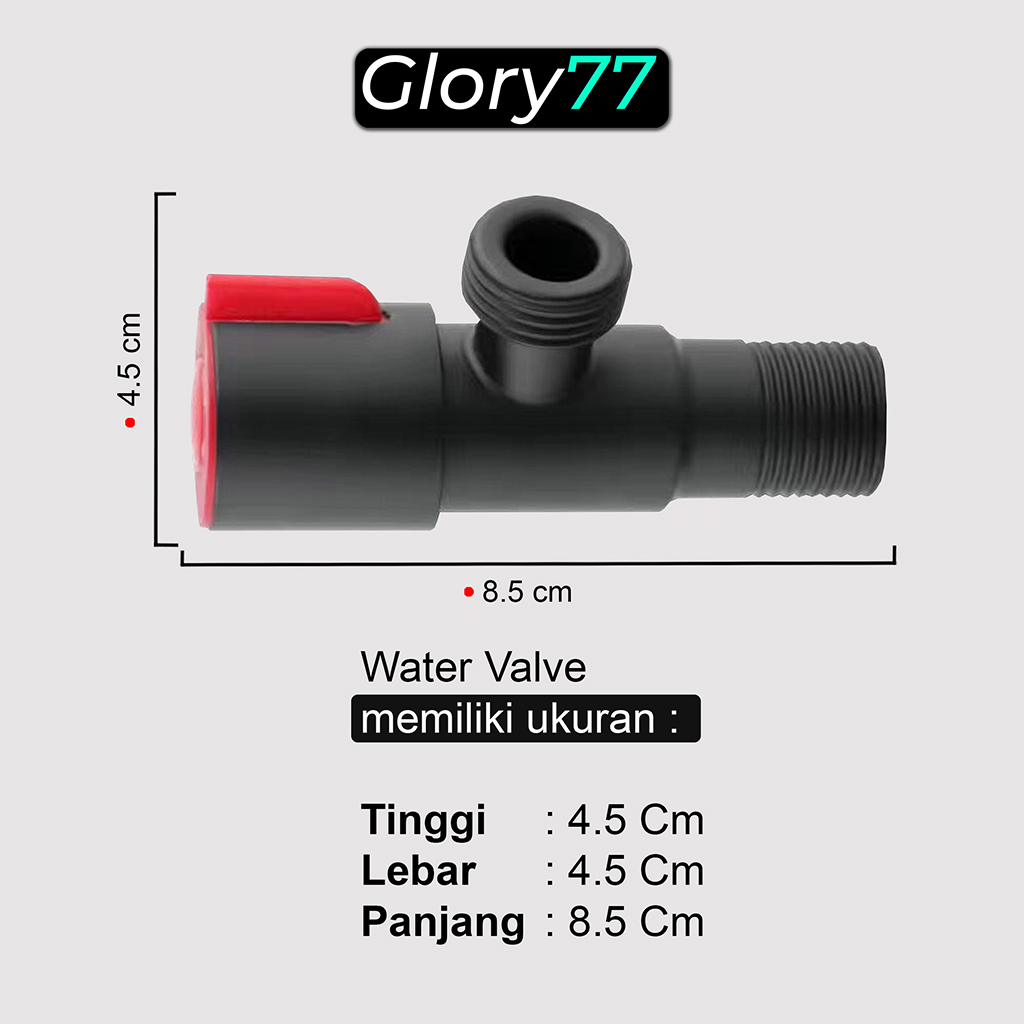 Glory77
4.5 cm
8.5 cm
Water Valve
memiliki ukuran :
Tinggi : 4.5 Cm
Lebar : 4.5 Cm
Panjang : 8.5 Cm